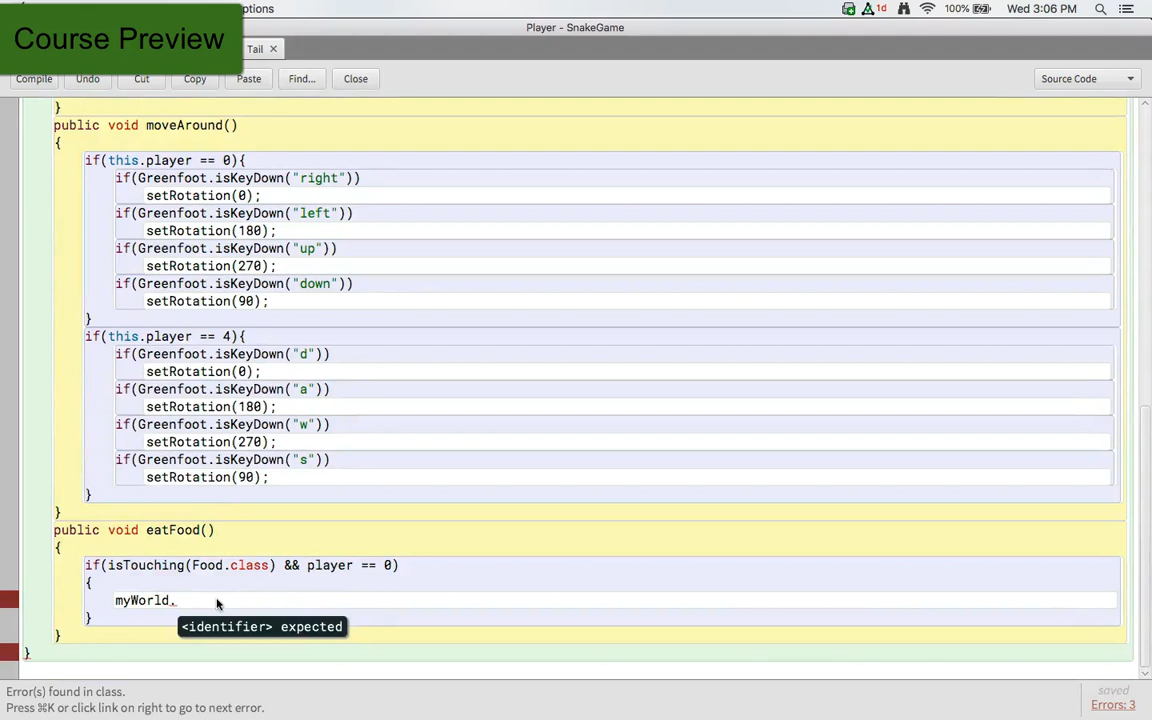 ptions 1d 100% Wed 3:06 PM
Course Preview
Player - SnakeGame
Tail ×
Compile Undo Cut Copy Paste Find... Close Source Code
}
public void moveAround()
{
if(this.player == 0){
if(Greenfoot.isKeyDown("right"))
setRotation(0);
if(Greenfoot.isKeyDown("left"))
setRotation(180);
if(Greenfoot.isKeyDown("up"))
setRotation(270);
if(Greenfoot.isKeyDown("down"))
setRotation(90);
}
if(this.player == 4){
if(Greenfoot.isKeyDown("d"))
setRotation(0);
if(Greenfoot.isKeyDown("a"))
setRotation(180);
if(Greenfoot.isKeyDown("w"))
setRotation(270);
if(Greenfoot.isKeyDown("s"))
setRotation(90);
}
}
public void eatFood()
{
if(isTouching(Food.class) && player == 0)
{
myWorld.
}
<identifier> expected
}
}
Error(s) found in class.
Press ⌘K or click link on right to go to next error.
saved
Errors: 3